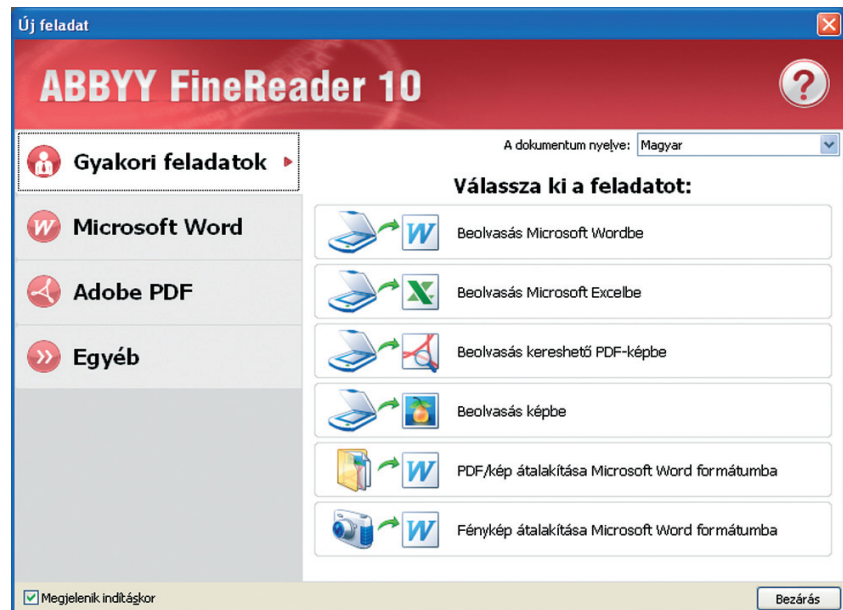 Új feladat
ABBYY FineReader 10
?
Gyakori feladatok
Microsoft Word
Adobe PDF
Egyéb
A dokumentum nyelve: Magyar
Válassza ki a feladatot:
Beolvasás Microsoft Wordbe
Beolvasás Microsoft Excelbe
Beolvasás kereshető PDF-képbe
Beolvasás képbe
PDF/kép átalakítása Microsoft Word formátumba
Fénykép átalakítása Microsoft Word formátumba
Megjelenik indításkor
Bezárás